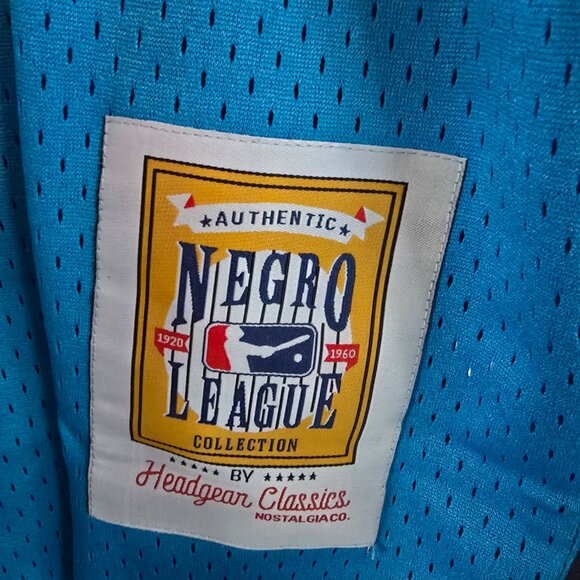 ★AUTHENTIC★
NEGRO
1920 1960
LEAGUE
COLLECTION
★★★★★ BY ★★★★★
Headgear Classics
NOSTALGIA CO.